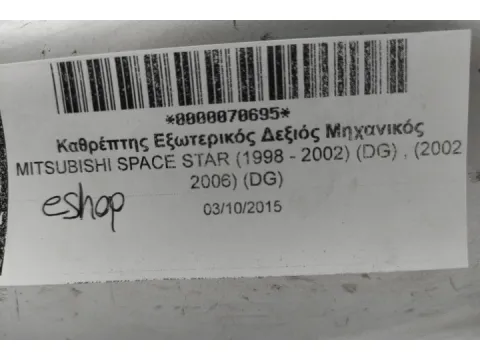 *0000070695*
Καθρέπτης Εξωτερικός Δεξιός Μηχανικός
MITSUBISHI SPACE STAR (1998 - 2002) (DG) , (2002
2006) (DG)
eshop
03/10/2015